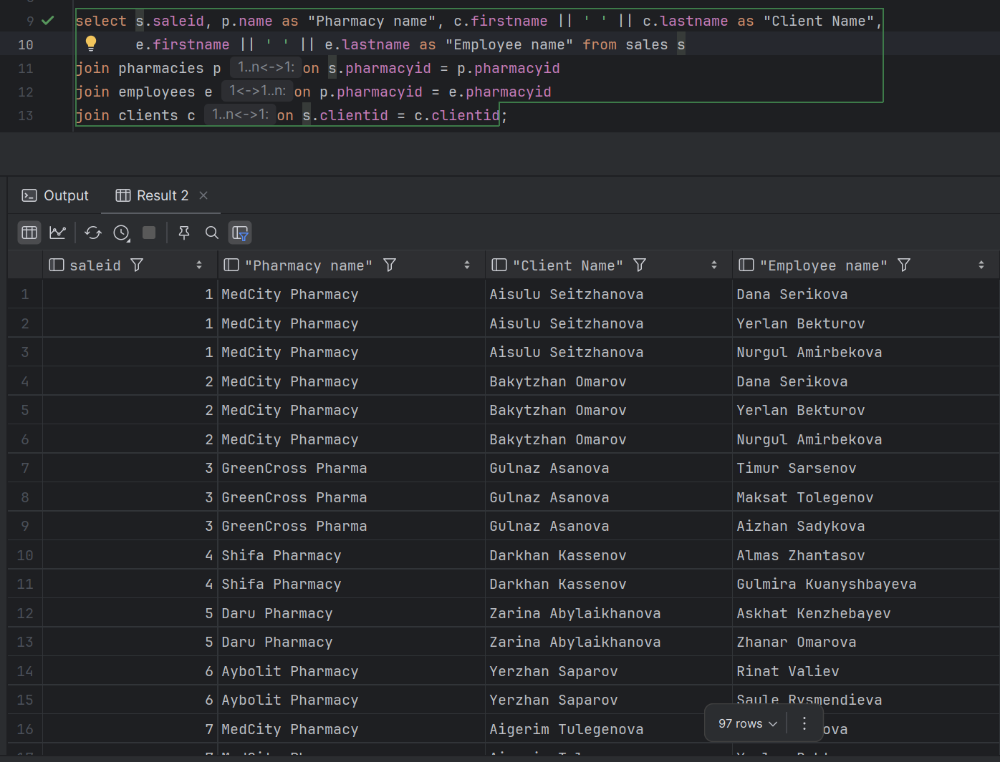 9 select s.saleid, p.name as "Pharmacy name", c.firstname || ' ' || c.lastname as "Client Name",
10 e.firstname || ' ' || e.lastname as "Employee name" from sales s
11 join pharmacies p 1..n<->1: on s.pharmacyid = p.pharmacyid
12 join employees e 1<->1..n: on p.pharmacyid = e.pharmacyid
13 join clients c 1..n<->1: on s.clientid = c.clientid;
Output Result 2
saleid "Pharmacy name" "Client Name" "Employee name"
1 1 MedCity Pharmacy Aisulu Seitzhanova Dana Serikova
2 1 MedCity Pharmacy Aisulu Seitzhanova Yerlan Bekturov
3 1 MedCity Pharmacy Aisulu Seitzhanova Nurgul Amirbekova
4 2 MedCity Pharmacy Bakytzhan Omarov Dana Serikova
5 2 MedCity Pharmacy Bakytzhan Omarov Yerlan Bekturov
6 2 MedCity Pharmacy Bakytzhan Omarov Nurgul Amirbekova
7 3 GreenCross Pharma Gulnaz Asanova Timur Sarsenov
8 3 GreenCross Pharma Gulnaz Asanova Maksat Tolegenov
9 3 GreenCross Pharma Gulnaz Asanova Aizhan Sadykova
10 4 Shifa Pharmacy Darkhan Kassenov Almas Zhantasov
11 4 Shifa Pharmacy Darkhan Kassenov Gulmira Kuanyshbayeva
12 5 Daru Pharmacy Zarina Abylaikhanova Askhat Kenzhebayev
13 5 Daru Pharmacy Zarina Abylaikhanova Zhanar Omarova
14 6 Aybolit Pharmacy Yerzhan Saparov Rinat Valiev
15 6 Aybolit Pharmacy Yerzhan Saparov Saule Rysmendieva
16 7 MedCity Pharmacy Aigerim Tulegenova ova
97 rows